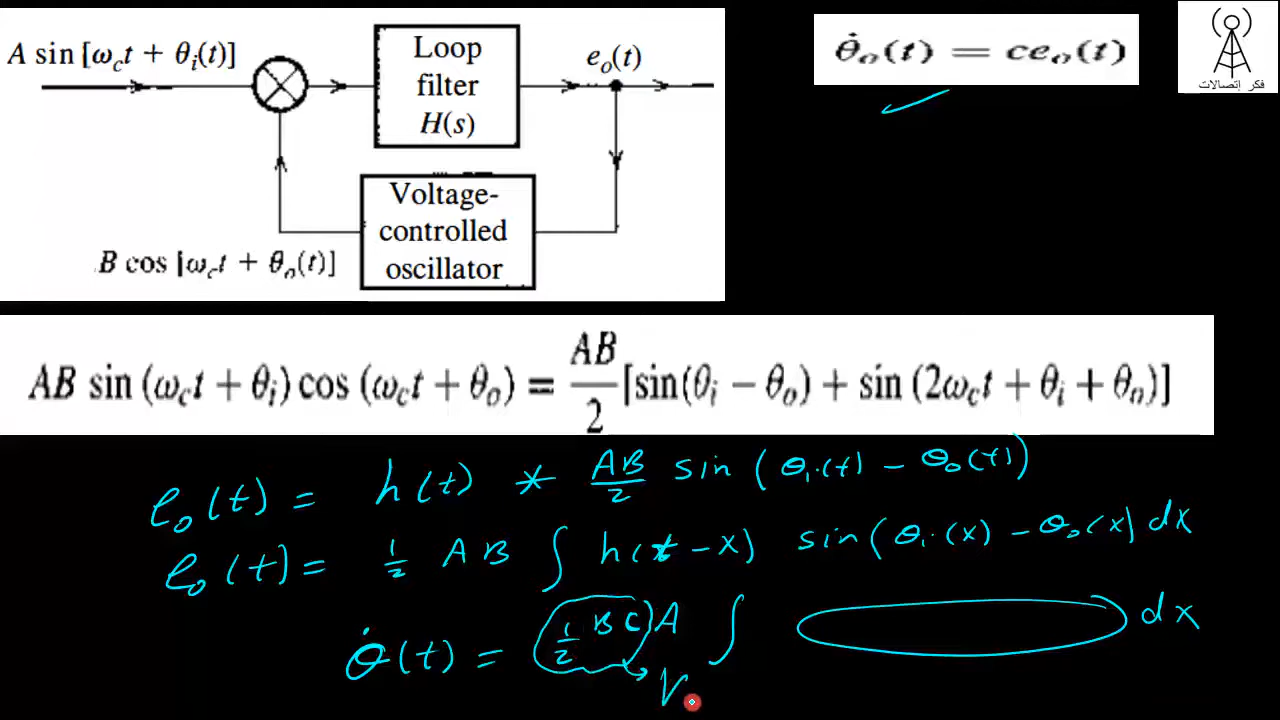 A sin [ω_c t + θ_i(t)]
Loop
filter
H(s)
e_o(t)
Voltage-
controlled
oscillator
B cos [ω_c t + θ_o(t)]
θ̇_o(t) = ce_o(t)
فكر إتصالات
AB sin (ω_c t + θ_i) cos (ω_c t + θ_o) = AB/2 [sin(θ_i − θ_o) + sin (2ω_c t + θ_i + θ_o)]
e_o(t) = h(t) * AB/2 sin (θ_i(t) − θ_o(t))
e_o(t) = 1/2 AB ∫ h(t − x) sin(θ_i(x) − θ_o(x) dx
θ̇(t) = (1/2 BC) A ∫ dx